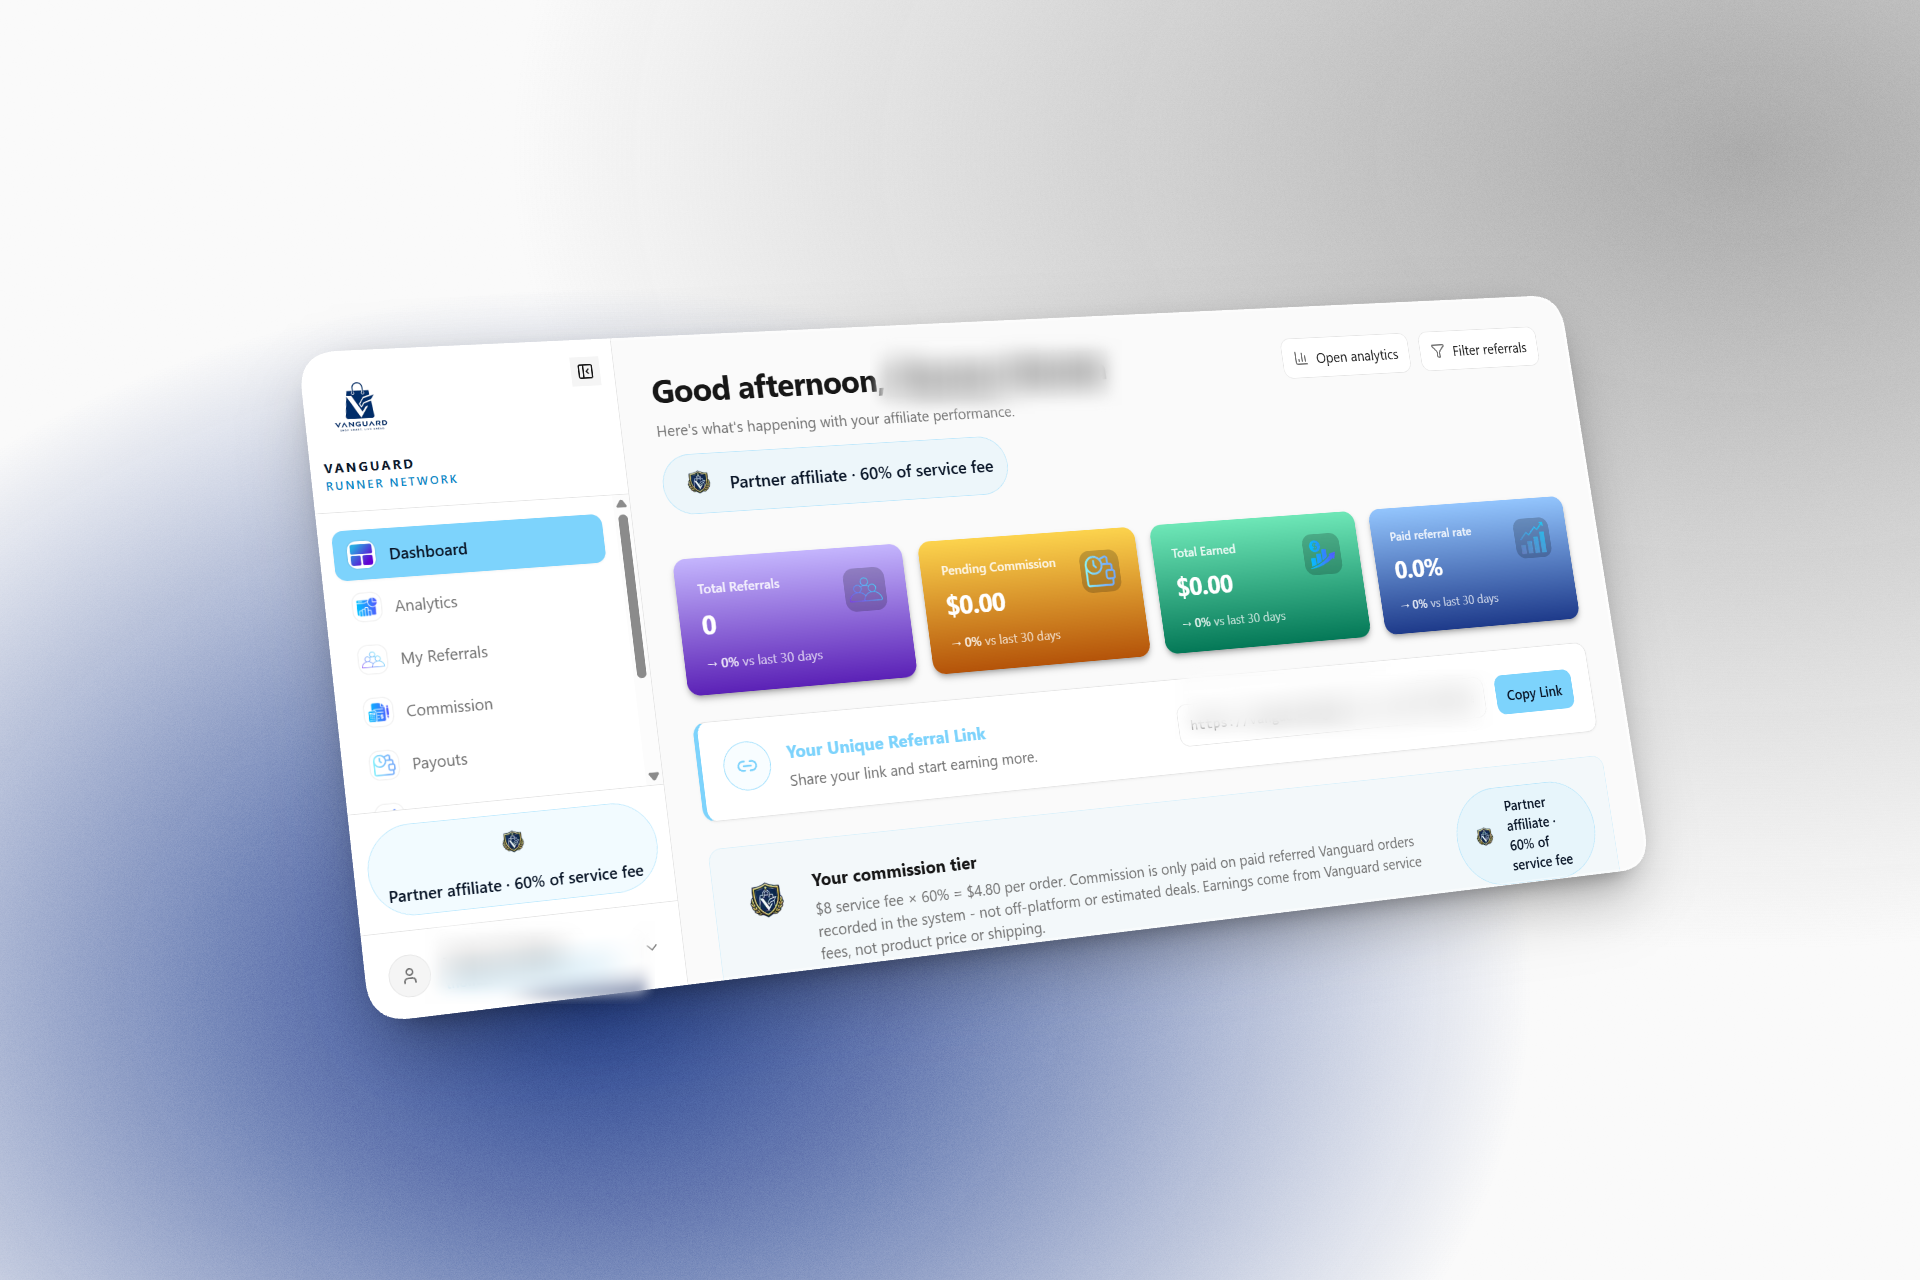 VANGUARD
VANGUARD
RUNNER NETWORK
Dashboard
Analytics
My Referrals
Commission
Payouts
Partner affiliate · 60% of service fee
Good afternoon,
Here's what's happening with your affiliate performance.
Partner affiliate · 60% of service fee
Open analytics
Filter referrals
Total Referrals
0
→ 0% vs last 30 days
Pending Commission
$0.00
→ 0% vs last 30 days
Total Earned
$0.00
→ 0% vs last 30 days
Paid referral rate
0.0%
→ 0% vs last 30 days
Your Unique Referral Link
Share your link and start earning more.
Copy Link
Your commission tier
$8 service fee × 60% = $4.80 per order. Commission is only paid on paid referred Vanguard orders
recorded in the system - not off-platform or estimated deals. Earnings come from Vanguard service
fees, not product price or shipping.
Partner
affiliate ·
60% of
service fee